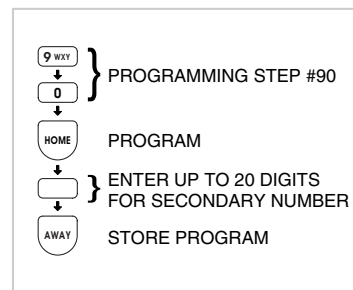 9 WXY
PROGRAMMING STEP #90
0
HOME
PROGRAM
ENTER UP TO 20 DIGITS
FOR SECONDARY NUMBER
AWAY
STORE PROGRAM